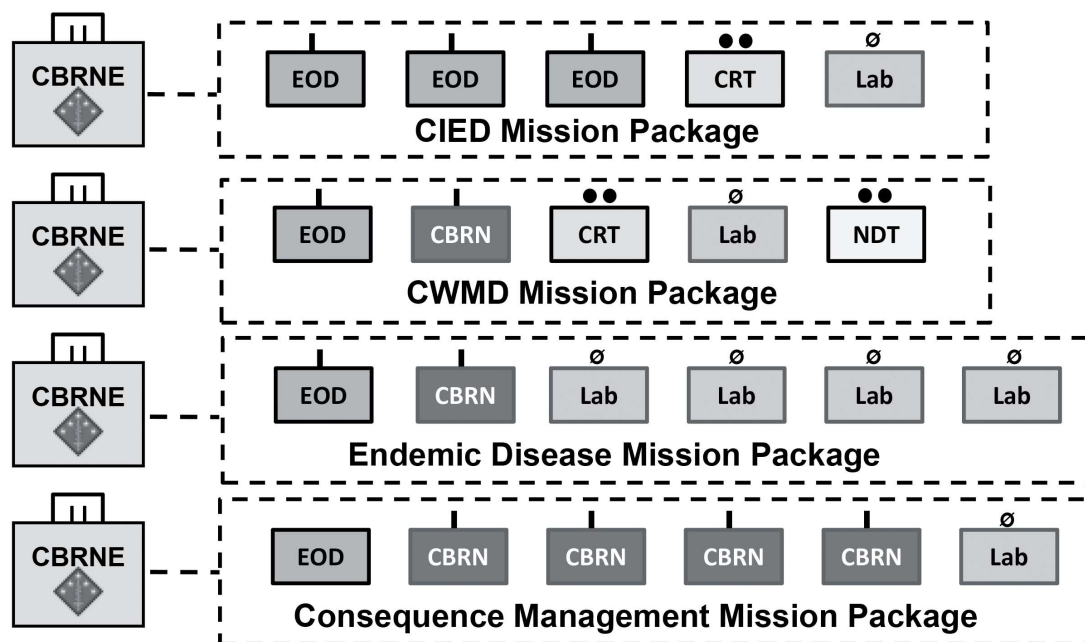 CBRNE
EOD EOD EOD CRT Lab
CIED Mission Package
CBRNE
EOD CBRN CRT Lab NDT
CWMD Mission Package
CBRNE
EOD CBRN Lab Lab Lab Lab
Endemic Disease Mission Package
CBRNE
EOD CBRN CBRN CBRN CBRN Lab
Consequence Management Mission Package